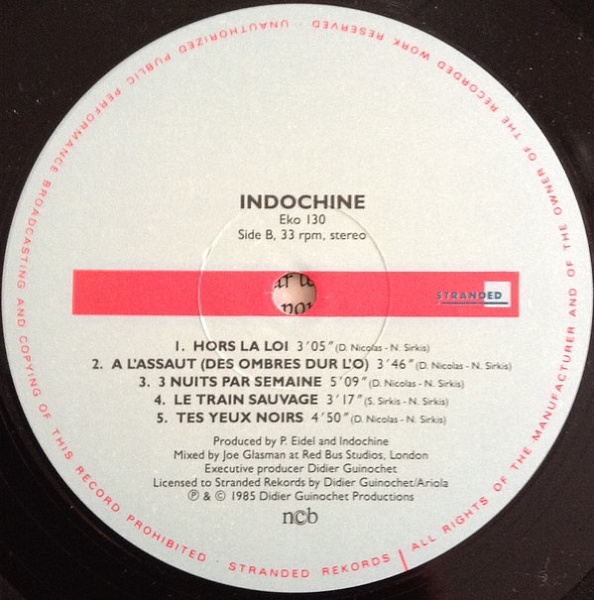 INDOCHINE
Eko 130
Side B, 33 rpm, stereo
STRANDED
1. HORS LA LOI 3'05" (D. Nicolas - N. Sirkis)
2. A L'ASSAUT (DES OMBRES DUR L'O) 3'46" (D. Nicolas - N. Sirkis)
3. 3 NUITS PAR SEMAINE 5'09" (D. Nicolas - N. Sirkis)
4. LE TRAIN SAUVAGE 3'17" (S. Sirkis - N. Sirkis)
5. TES YEUX NOIRS 4'50" (D. Nicolas - N. Sirkis)
Produced by P. Eidel and Indochine
Mixed by Joe Glasman at Red Bus Studios, London
Executive producer Didier Guinochet
Licensed to Stranded Rekords by Didier Guinochet/Ariola
℗ & © 1985 Didier Guinochet Productions
ncb
ALL RIGHTS OF THE MANUFACTURER AND OF THE OWNER OF THE RECORDED WORK RESERVED · UNAUTHORIZED PUBLIC PERFORMANCE BROADCASTING AND COPYING OF THIS RECORD PROHIBITED STRANDED REKORDS